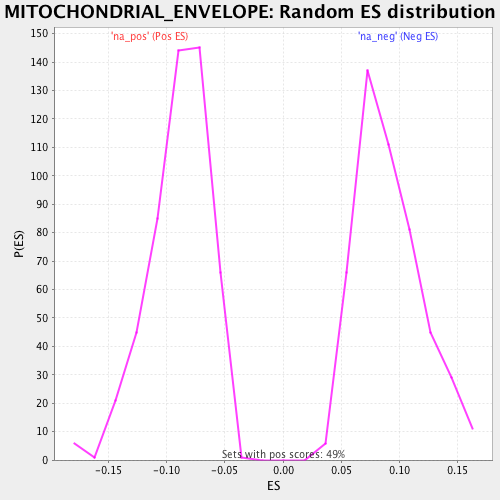 MITOCHONDRIAL_ENVELOPE: Random ES distribution
'na_pos' (Pos ES) 'na_neg' (Neg ES)
150
140
130
120
110
100
90
80
70
60
50
40
30
20
10
0
P(ES)
Sets with pos scores: 49%
-0.15 -0.10 -0.05 0.00 0.05 0.10 0.15
ES